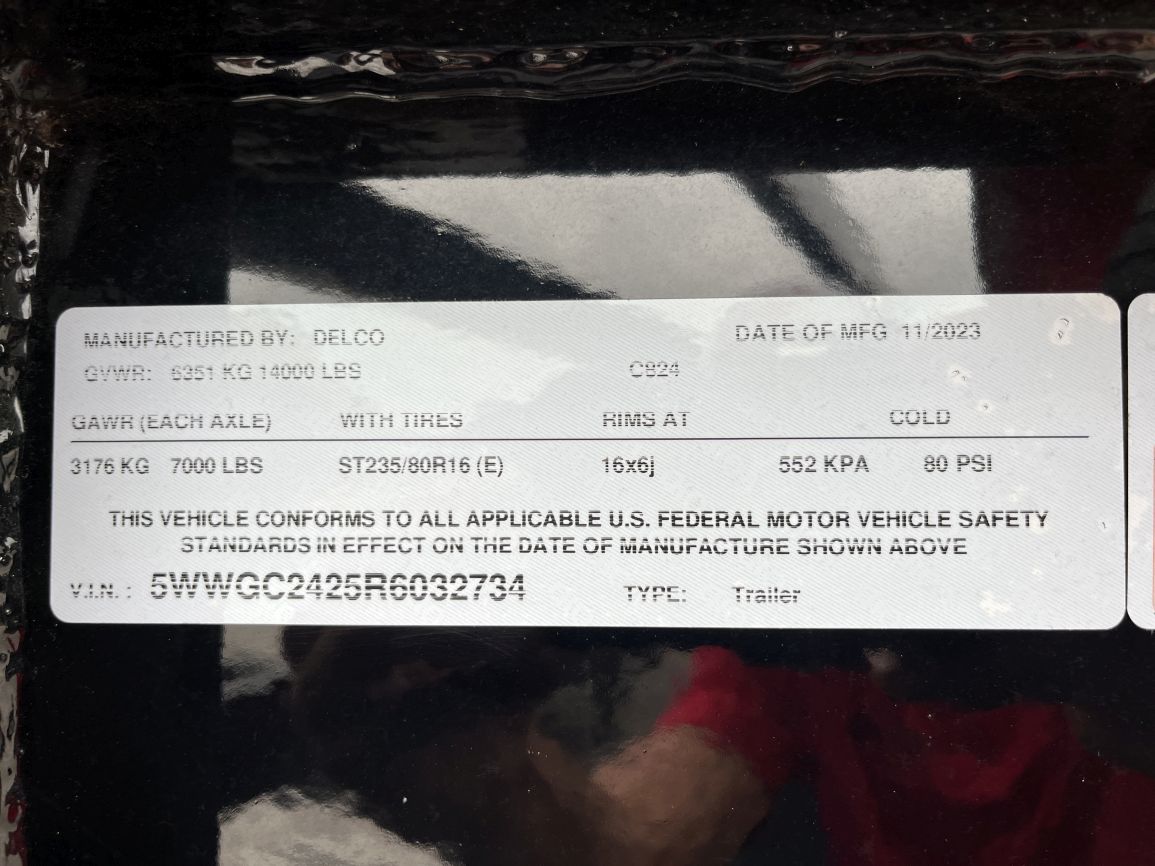 MANUFACTURED BY: DELCO DATE OF MFG 11/2023
GVWR: 6351 KG 14000 LBS C824
GAWR (EACH AXLE) WITH TIRES RIMS AT COLD
3176 KG 7000 LBS ST235/80R16 (E) 16x6j 552 KPA 80 PSI
THIS VEHICLE CONFORMS TO ALL APPLICABLE U.S. FEDERAL MOTOR VEHICLE SAFETY
STANDARDS IN EFFECT ON THE DATE OF MANUFACTURE SHOWN ABOVE
V.I.N. : 5WWGC2425R6032734 TYPE: Trailer